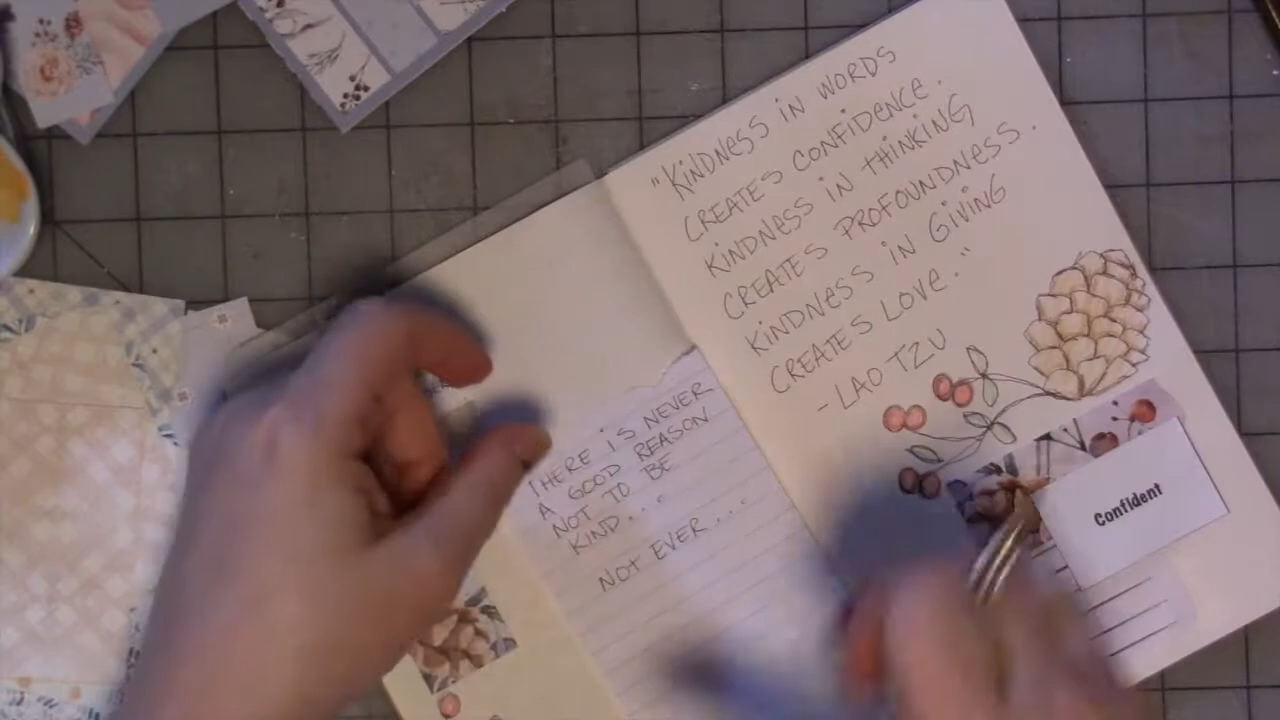 THERE IS NEVER
A GOOD REASON
NOT TO BE
KIND...
NOT EVER....
"KINDNESS IN WORDS
CREATES CONFIDENCE.
KINDNESS IN THINKING
CREATES PROFOUNDNESS.
KINDNESS IN GIVING
CREATES LOVE."
- LAO TZU
Confident